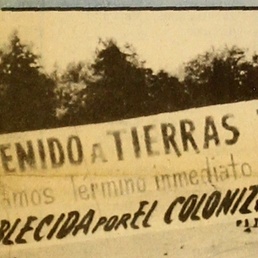 ENIDO A TIERRAS
amos Término inmediato
BLECIDA POR EL COLONIZ